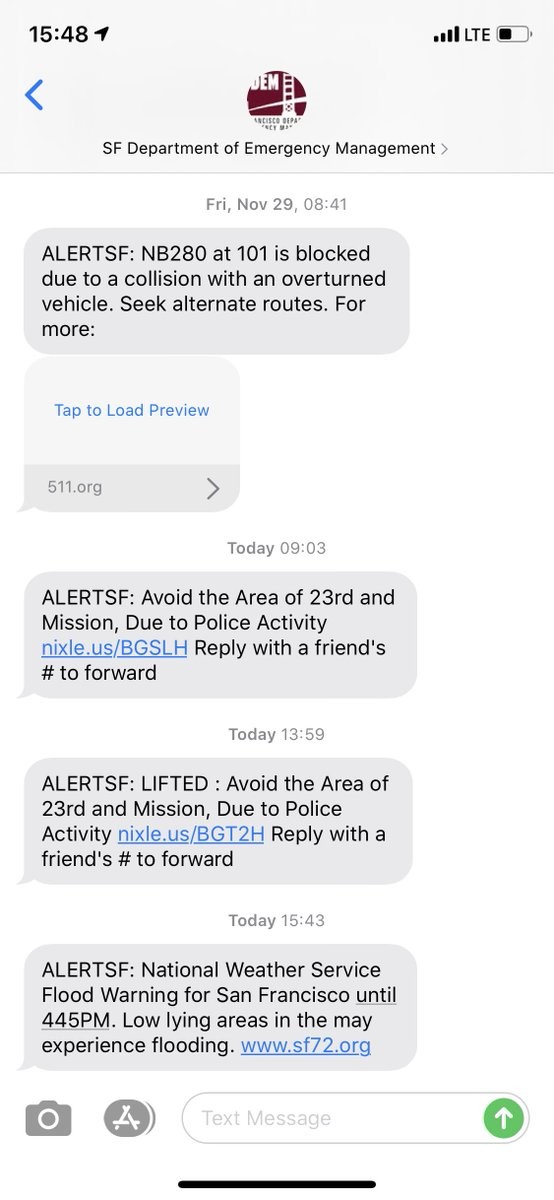 15:48
LTE
DEM
SF Department of Emergency Management
Fri, Nov 29, 08:41
ALERTSF: NB280 at 101 is blocked
due to a collision with an overturned
vehicle. Seek alternate routes. For
more:
Tap to Load Preview
511.org
Today 09:03
ALERTSF: Avoid the Area of 23rd and
Mission, Due to Police Activity
nixle.us/BGSLH Reply with a friend's
# to forward
Today 13:59
ALERTSF: LIFTED : Avoid the Area of
23rd and Mission, Due to Police
Activity nixle.us/BGT2H Reply with a
friend's # to forward
Today 15:43
ALERTSF: National Weather Service
Flood Warning for San Francisco until
445PM. Low lying areas in the may
experience flooding. www.sf72.org
Text Message